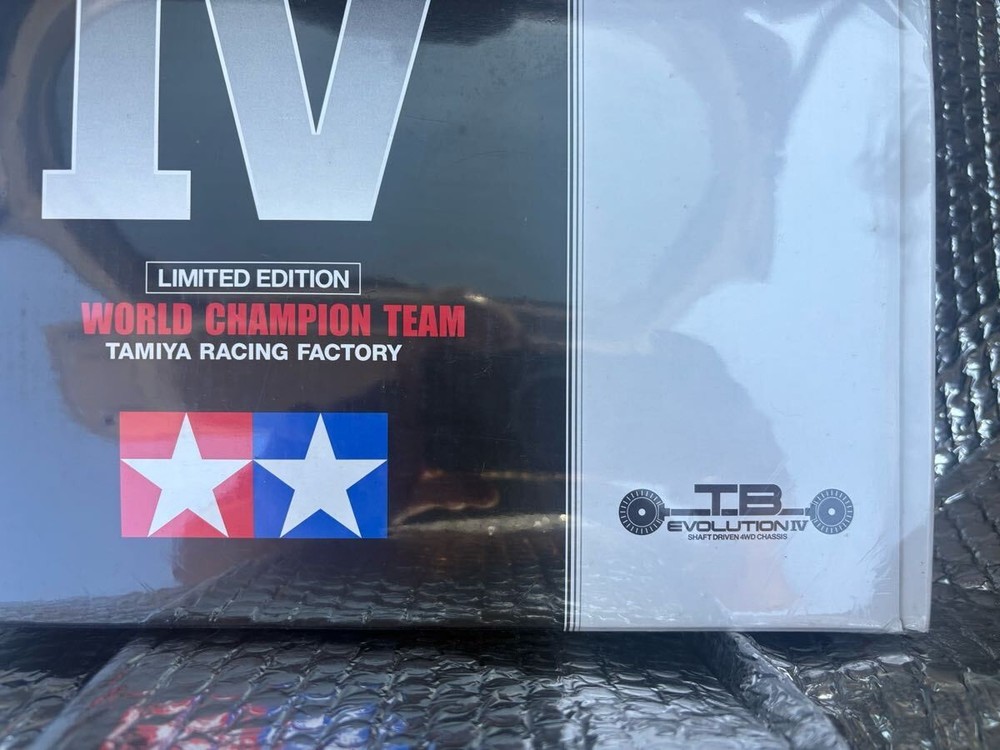 IV
LIMITED EDITION
WORLD CHAMPION TEAM
TAMIYA RACING FACTORY
T.B
EVOLUTION IV
SHAFT DRIVEN 4WD CHASSIS